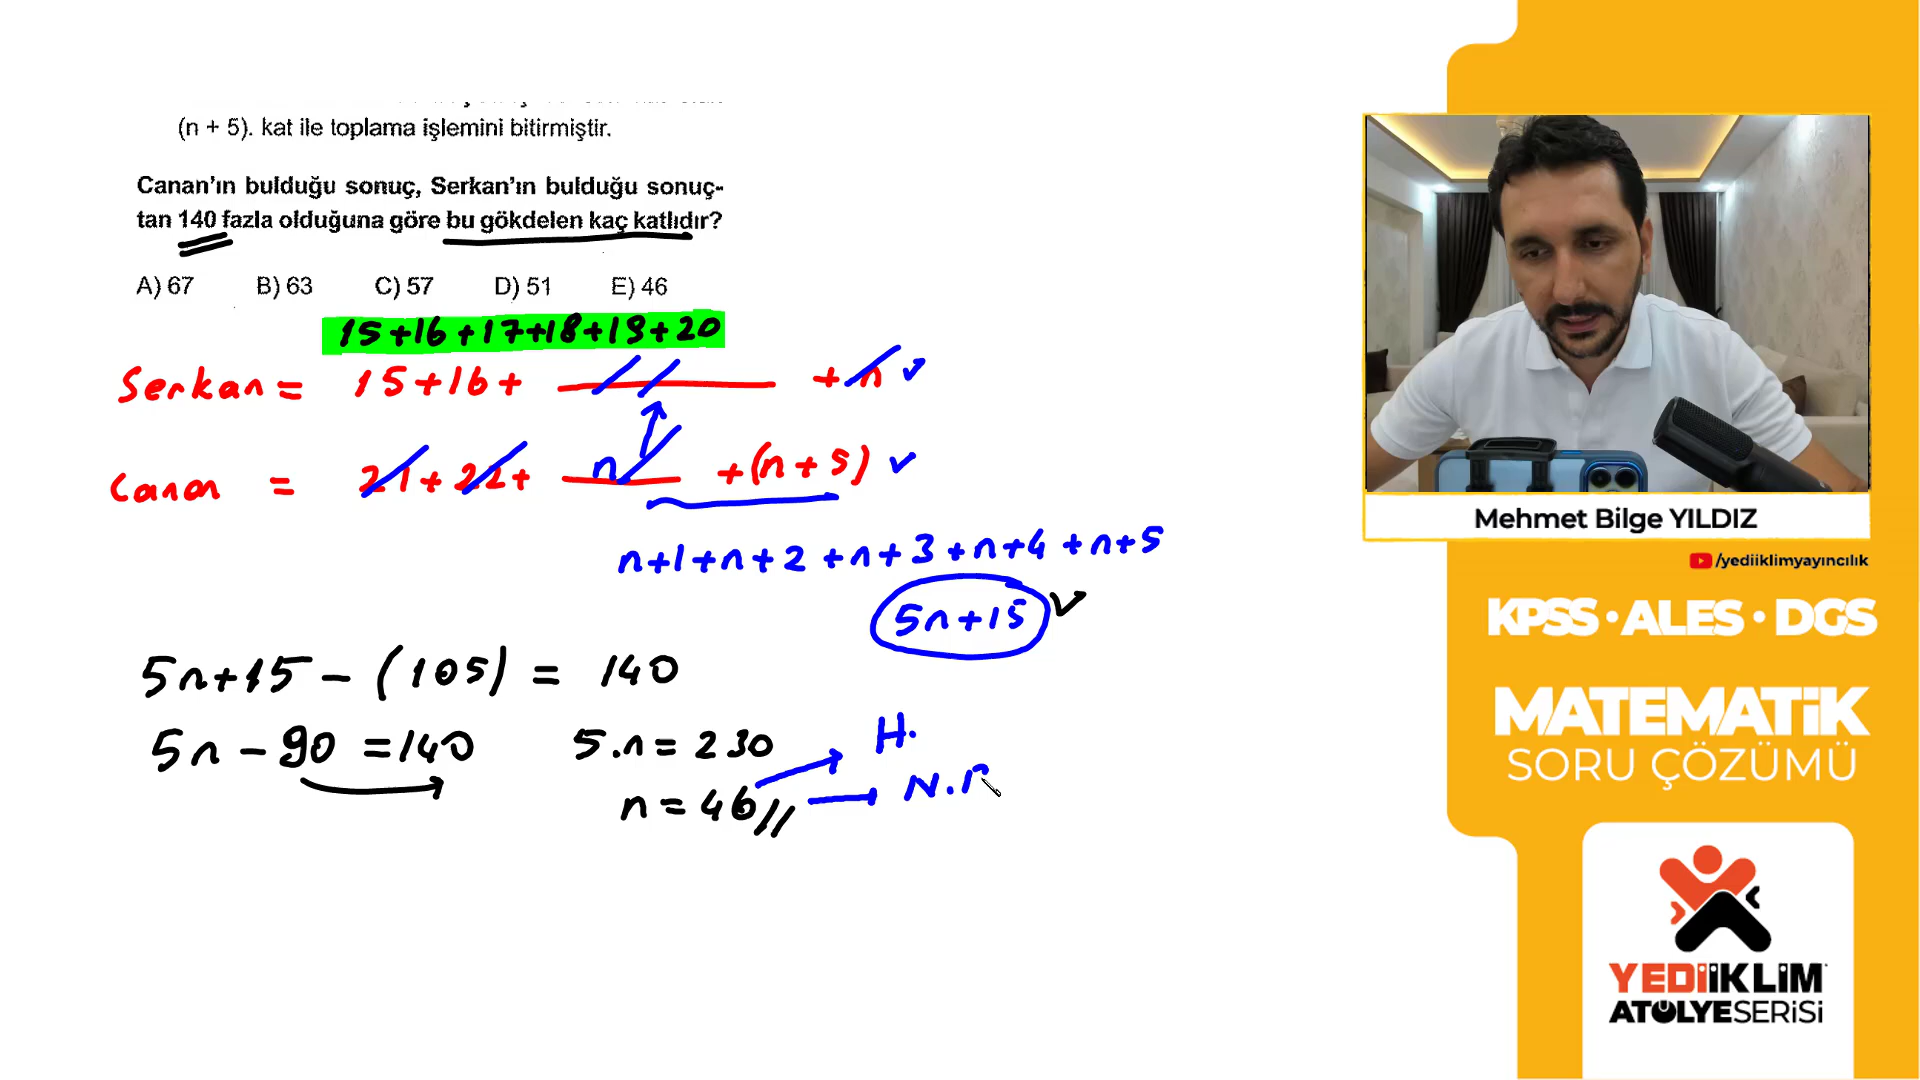 (n + 5). kat ile toplama işlemini bitirmiştir.
Canan'ın bulduğu sonuç, Serkan'ın bulduğu sonuç-
tan 140 fazla olduğuna göre bu gökdelen kaç katlıdır?
A) 67 B) 63 C) 57 D) 51 E) 46
15+16+17+18+19+20
Serkan = 15+16+ + n
Canan = 21+22+ n +(n+5)
n+1+n+2+n+3+n+4+n+5
5n+15
5n+15-(105) = 140
5n-90=140 5.n=230
n=46
H.
N.
Mehmet Bilge YILDIZ
/yediiklimyayıncılık
KPSS • ALES • DGS
MATEMATİK
SORU ÇÖZÜMÜ
YEDİİKLİM
ATÖLYESERİSİ